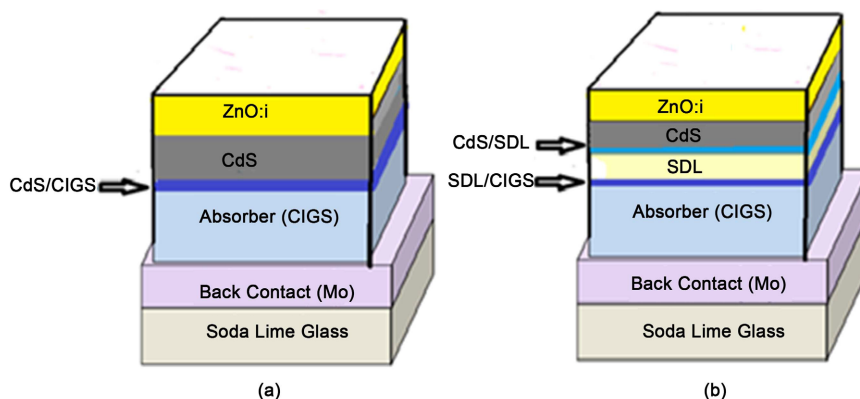 ZnO:i
CdS
CdS/CIGS
Absorber (CIGS)
Back Contact (Mo)
Soda Lime Glass
(a)
ZnO:i
CdS
CdS/SDL
SDL
SDL/CIGS
Absorber (CIGS)
Back Contact (Mo)
Soda Lime Glass
(b)